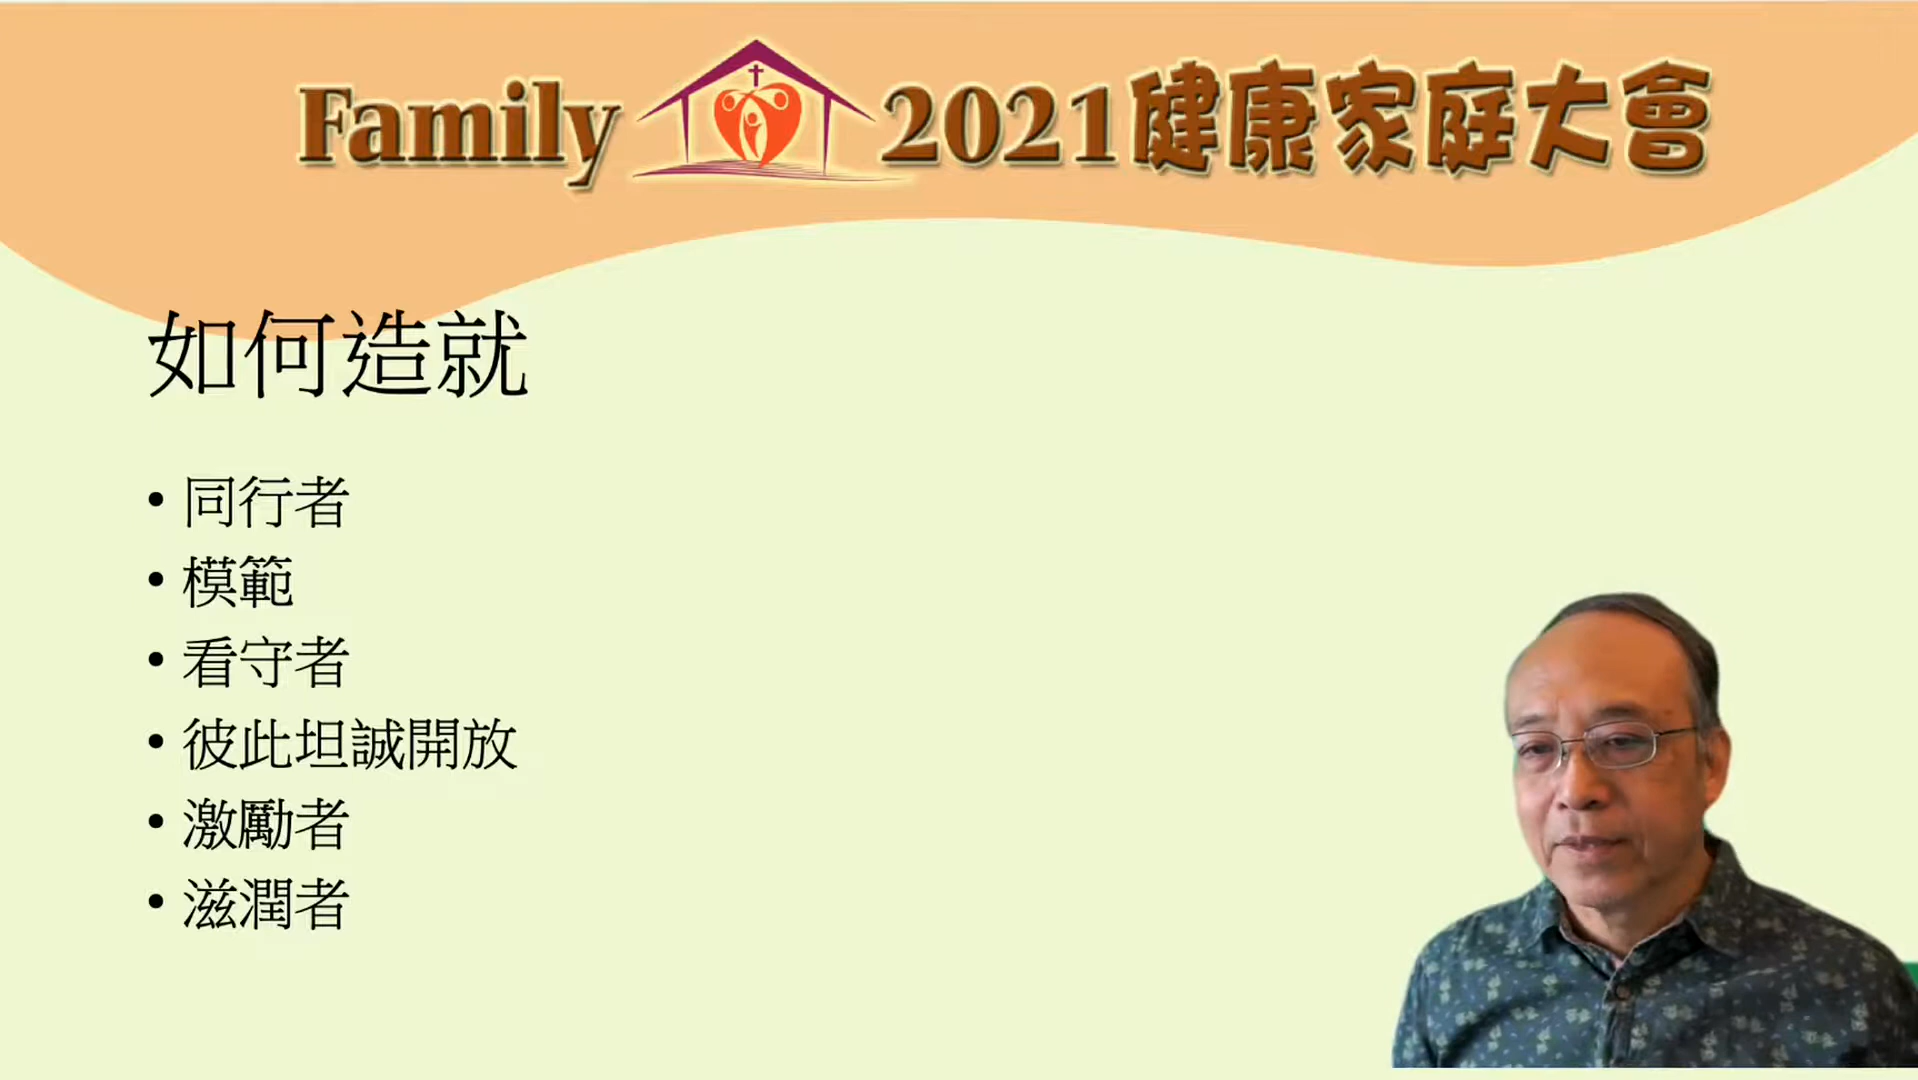 Family 2021健康家庭大會
如何造就
• 同行者
• 模範
• 看守者
• 彼此坦誠開放
• 激勵者
• 滋潤者